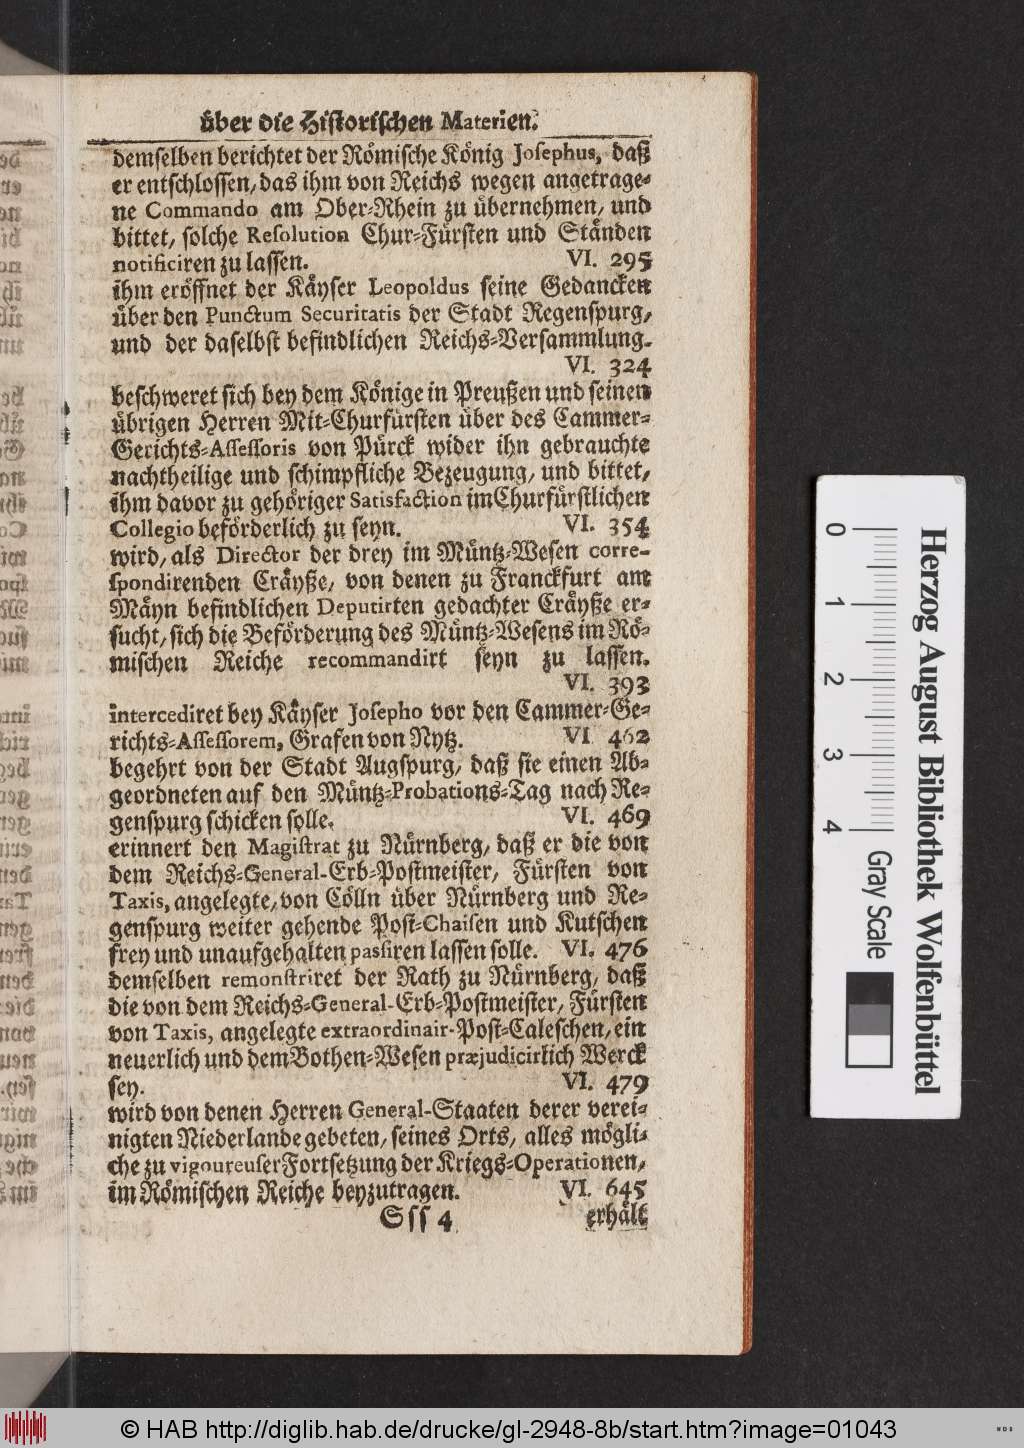 über die Historischen Materien.
demselben berichtet der Römische König Josephus, daß
er entschlossen, das ihm von Reichs wegen angetrage-
ne Commando am Ober-Rhein zu übernehmen, und
bittet, solche Resolution Chur-Fürsten und Ständen
notificiren zu lassen. VI. 295
ihm eröffnet der Käyser Leopoldus seine Gedancken
über den Punctum Securitatis der Stadt Regenspurg,
und der daselbst befindlichen Reichs-Versammlung.
VI. 324
beschweret sich bey dem Könige in Preußen und seinen
übrigen Herren Mit-Churfürsten über des Cammer-
Gerichts-Assessoris von Pürck wider ihn gebrauchte
nachtheilige und schimpfliche Bezeugung, und bittet,
ihm davor zu gehöriger Satisfaction im Churfürstlichen
Collegio beförderlich zu seyn. VI. 354
wird, als Director der drey im Müntz-Wesen corre-
spondirenden Cräyße, von denen zu Franckfurt am
Mäyn befindlichen Deputirten gedachter Cräyße er-
sucht, sich die Beförderung des Müntz-Wesens im Rö-
mischen Reiche recommandirt seyn zu lassen.
VI. 393
intercediret bey Käyser Josepho vor den Cammer-Ge-
richts-Assessorem, Grafen von Nytz. VI 462
begehrt von der Stadt Augspurg, daß sie einen Ab-
geordneten auf den Müntz-Probations-Tag nach Re-
genspurg schicken solle. VI. 469
erinnert den Magistrat zu Nürnberg, daß er die von
dem Reichs-General-Erb-Postmeister, Fürsten von
Taxis, angelegte, von Cölln über Nürnberg und Re-
genspurg weiter gehende Post-Chaisen und Kutschen
frey und unaufgehalten passiren lassen solle. VI. 476
demselben remonstriret der Rath zu Nürnberg, daß
die von dem Reichs-General-Erb-Postmeister, Fürsten
von Taxis, angelegte extraordinair-Post-Caleschen, ein
neuerlich und dem Bothen-Wesen præjudicirlich Werck
sey. VI. 479
wird von denen Herren General-Staaten derer verei-
nigten Niederlande gebeten, seines Orts, alles mögli-
che zu vigoureuser Fortsetzung der Kriegs-Operationen,
im Römischen Reiche beyzutragen. VI. 645
Sss 4 erhält
0 1 2 3 4
Herzog August Bibliothek Wolfenbüttel
Gray Scale
© HAB http://diglib.hab.de/drucke/gl-2948-8b/start.htm?image=01043